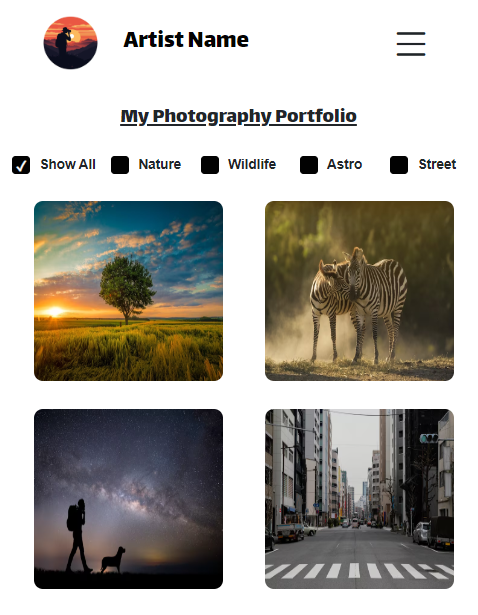 Artist Name
My Photography Portfolio
Show All Nature Wildlife Astro Street